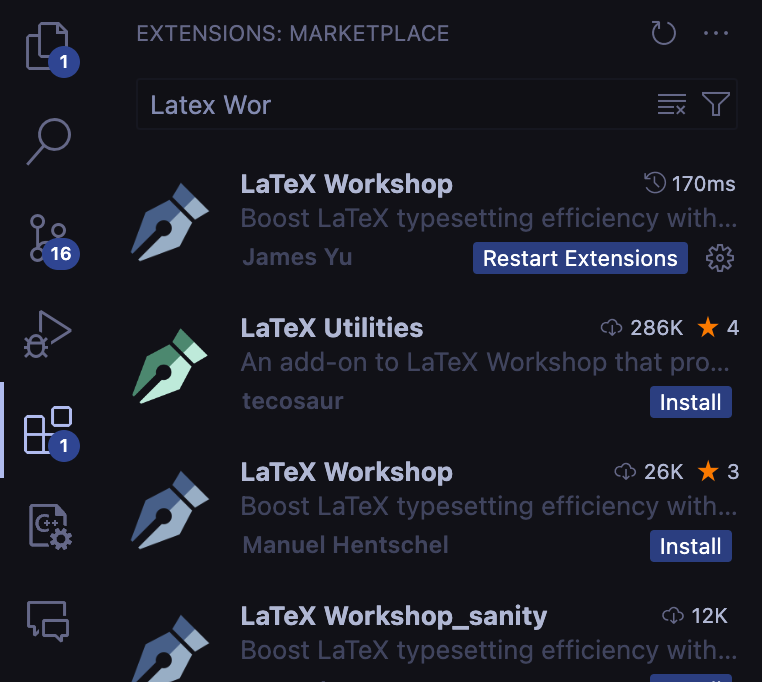 EXTENSIONS: MARKETPLACE
1
Latex Wor
LaTeX Workshop 170ms
Boost LaTeX typesetting efficiency with...
James Yu Restart Extensions
16
LaTeX Utilities 286K 4
An add-on to LaTeX Workshop that pro...
tecosaur Install
1
LaTeX Workshop 26K 3
Boost LaTeX typesetting efficiency with...
Manuel Hentschel Install
C++
LaTeX Workshop_sanity 12K
Boost LaTeX typesetting efficiency with...